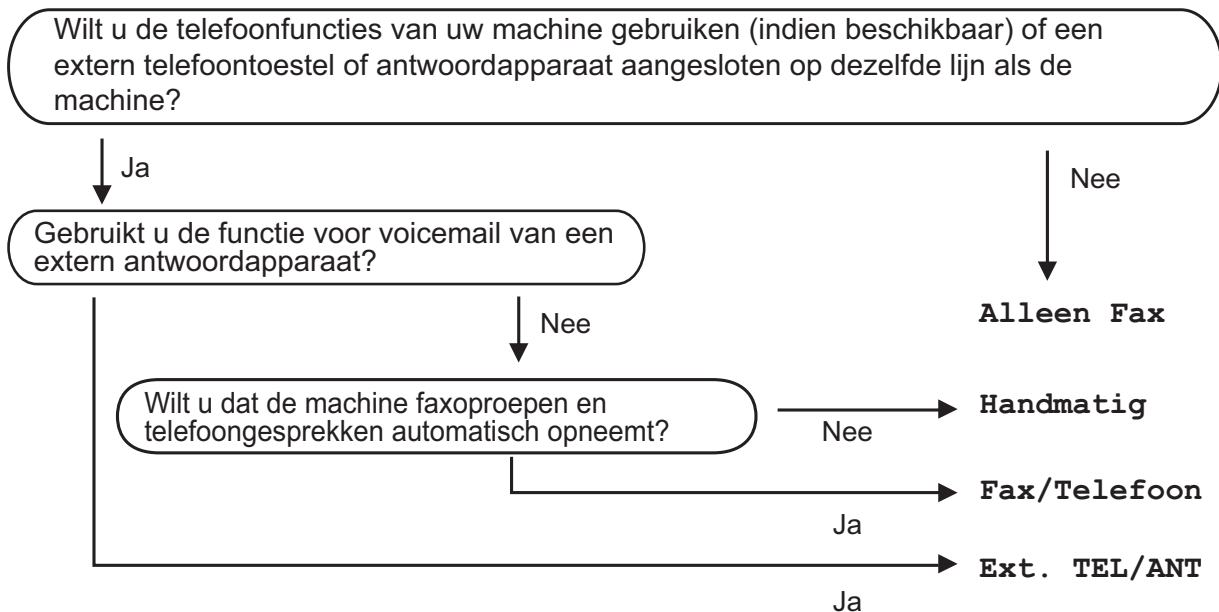 Wilt u de telefoonfuncties van uw machine gebruiken (indien beschikbaar) of een
extern telefoontoestel of antwoordapparaat aangesloten op dezelfde lijn als de
machine?
Ja
Nee
Gebruikt u de functie voor voicemail van een
extern antwoordapparaat?
Nee
Alleen Fax
Wilt u dat de machine faxoproepen en
telefoongesprekken automatisch opneemt?
Nee
Handmatig
Ja
Fax/Telefoon
Ja
Ext. TEL/ANT